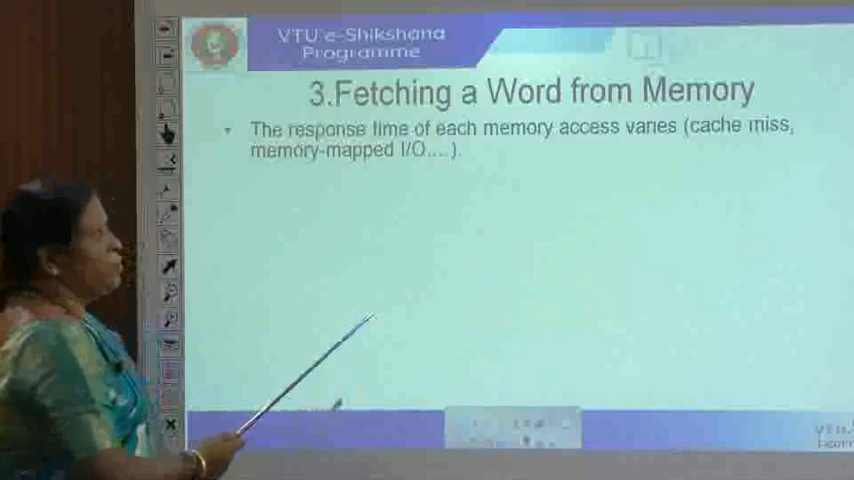 VTU e-Shikshana
Programme
3.Fetching a Word from Memory
The response time of each memory access varies (cache miss,
memory-mapped I/O.... ).